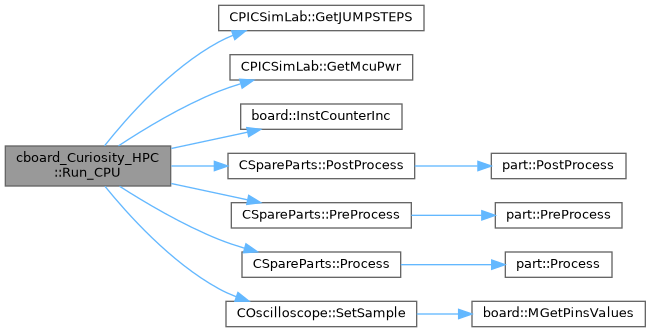 CPICSimLab::GetJUMPSTEPS
CPICSimLab::GetMcuPwr
board::InstCounterInc
cboard_Curiosity_HPC
::Run_CPU
CSpareParts::PostProcess
part::PostProcess
CSpareParts::PreProcess
part::PreProcess
CSpareParts::Process
part::Process
COscilloscope::SetSample
board::MGetPinsValues